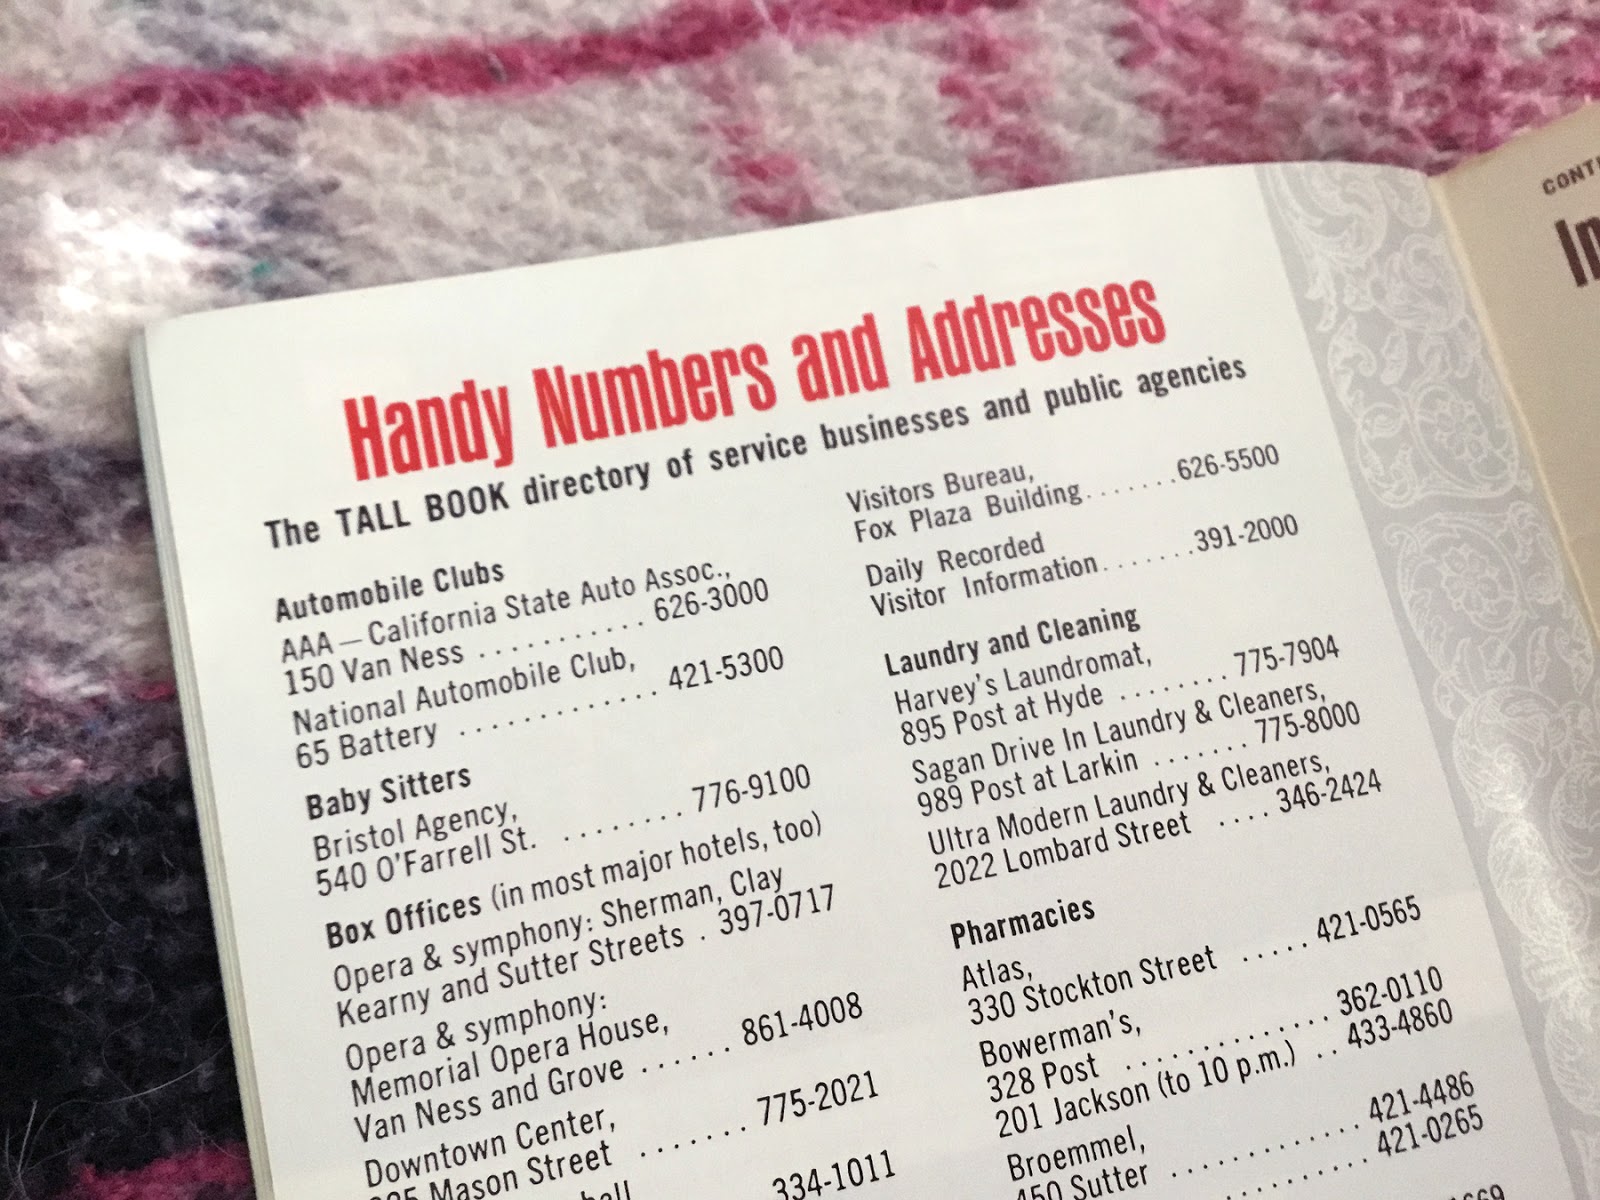 Handy Numbers and Addresses
The TALL BOOK directory of service businesses and public agencies
Automobile Clubs
AAA — California State Auto Assoc.,
150 Van Ness .......... 626-3000
National Automobile Club,
65 Battery ............ 421-5300
Baby Sitters
Bristol Agency,
540 O'Farrell St. ........ 776-9100
Box Offices (in most major hotels, too)
Opera & symphony: Sherman, Clay
Kearny and Sutter Streets . 397-0717
Opera & symphony:
Memorial Opera House,
Van Ness and Grove ...... 861-4008
Downtown Center,
Mason Street ....... 775-2021
334-1011
Visitors Bureau,
Fox Plaza Building....... 626-5500
Daily Recorded
Visitor Information....... 391-2000
Laundry and Cleaning
Harvey's Laundromat,
895 Post at Hyde ........ 775-7904
Sagan Drive In Laundry & Cleaners,
989 Post at Larkin ....... 775-8000
Ultra Modern Laundry & Cleaners,
2022 Lombard Street .... 346-2424
Pharmacies
Atlas,
330 Stockton Street ..... 421-0565
Bowerman's,
328 Post ............. 362-0110
201 Jackson (to 10 p.m.) .. 433-4860
Broemmel,
450 Sutter ............ 421-4486
421-0265